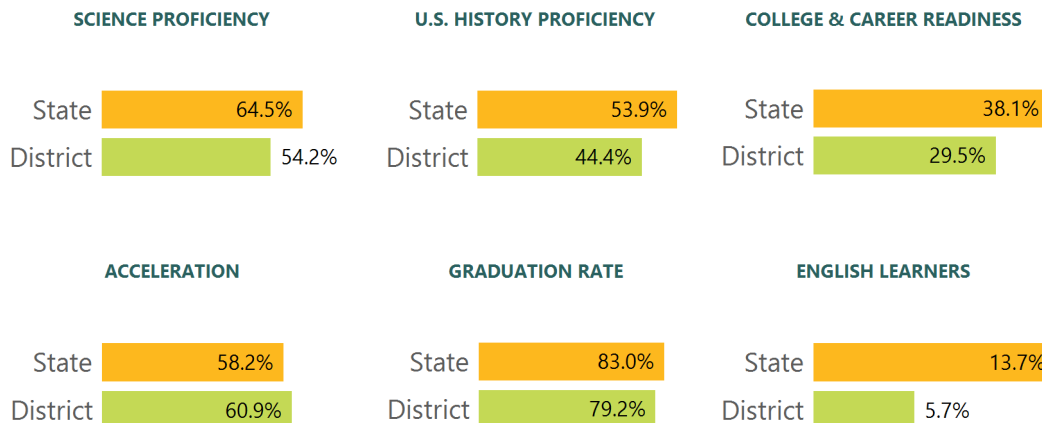 SCIENCE PROFICIENCY
State 64.5%
District 54.2%
U.S. HISTORY PROFICIENCY
State 53.9%
District 44.4%
COLLEGE & CAREER READINESS
State 38.1%
District 29.5%
ACCELERATION
State 58.2%
District 60.9%
GRADUATION RATE
State 83.0%
District 79.2%
ENGLISH LEARNERS
State 13.7%
District 5.7%